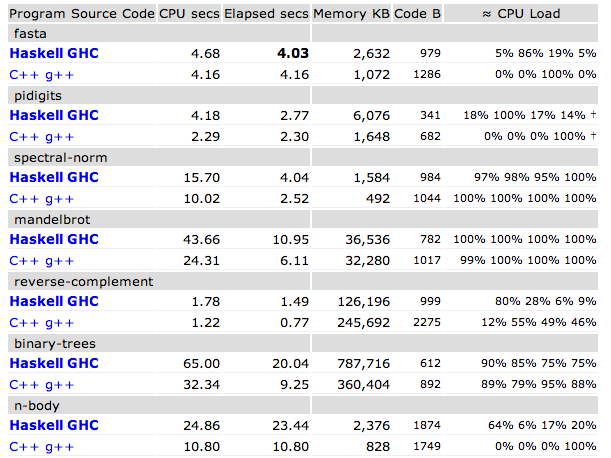 Program Source Code CPU secs Elapsed secs Memory KB Code B ≈ CPU Load
fasta
Haskell GHC 4.68 4.03 2,632 979 5% 86% 19% 5%
C++ g++ 4.16 4.16 1,072 1286 0% 0% 100% 0%
pidigits
Haskell GHC 4.18 2.77 6,076 341 18% 100% 17% 14% †
C++ g++ 2.29 2.30 1,648 682 0% 0% 0% 100% †
spectral-norm
Haskell GHC 15.70 4.04 1,584 984 97% 98% 95% 100%
C++ g++ 10.02 2.52 492 1044 100% 100% 100% 100%
mandelbrot
Haskell GHC 43.66 10.95 36,536 782 100% 100% 100% 100%
C++ g++ 24.31 6.11 32,280 1017 99% 100% 100% 100%
reverse-complement
Haskell GHC 1.78 1.49 126,196 999 80% 28% 6% 9%
C++ g++ 1.22 0.77 245,692 2275 12% 55% 49% 46%
binary-trees
Haskell GHC 65.00 20.04 787,716 612 90% 85% 75% 75%
C++ g++ 32.34 9.25 360,404 892 89% 79% 95% 88%
n-body
Haskell GHC 24.86 23.44 2,376 1874 64% 6% 17% 20%
C++ g++ 10.80 10.80 828 1749 0% 0% 0% 100%